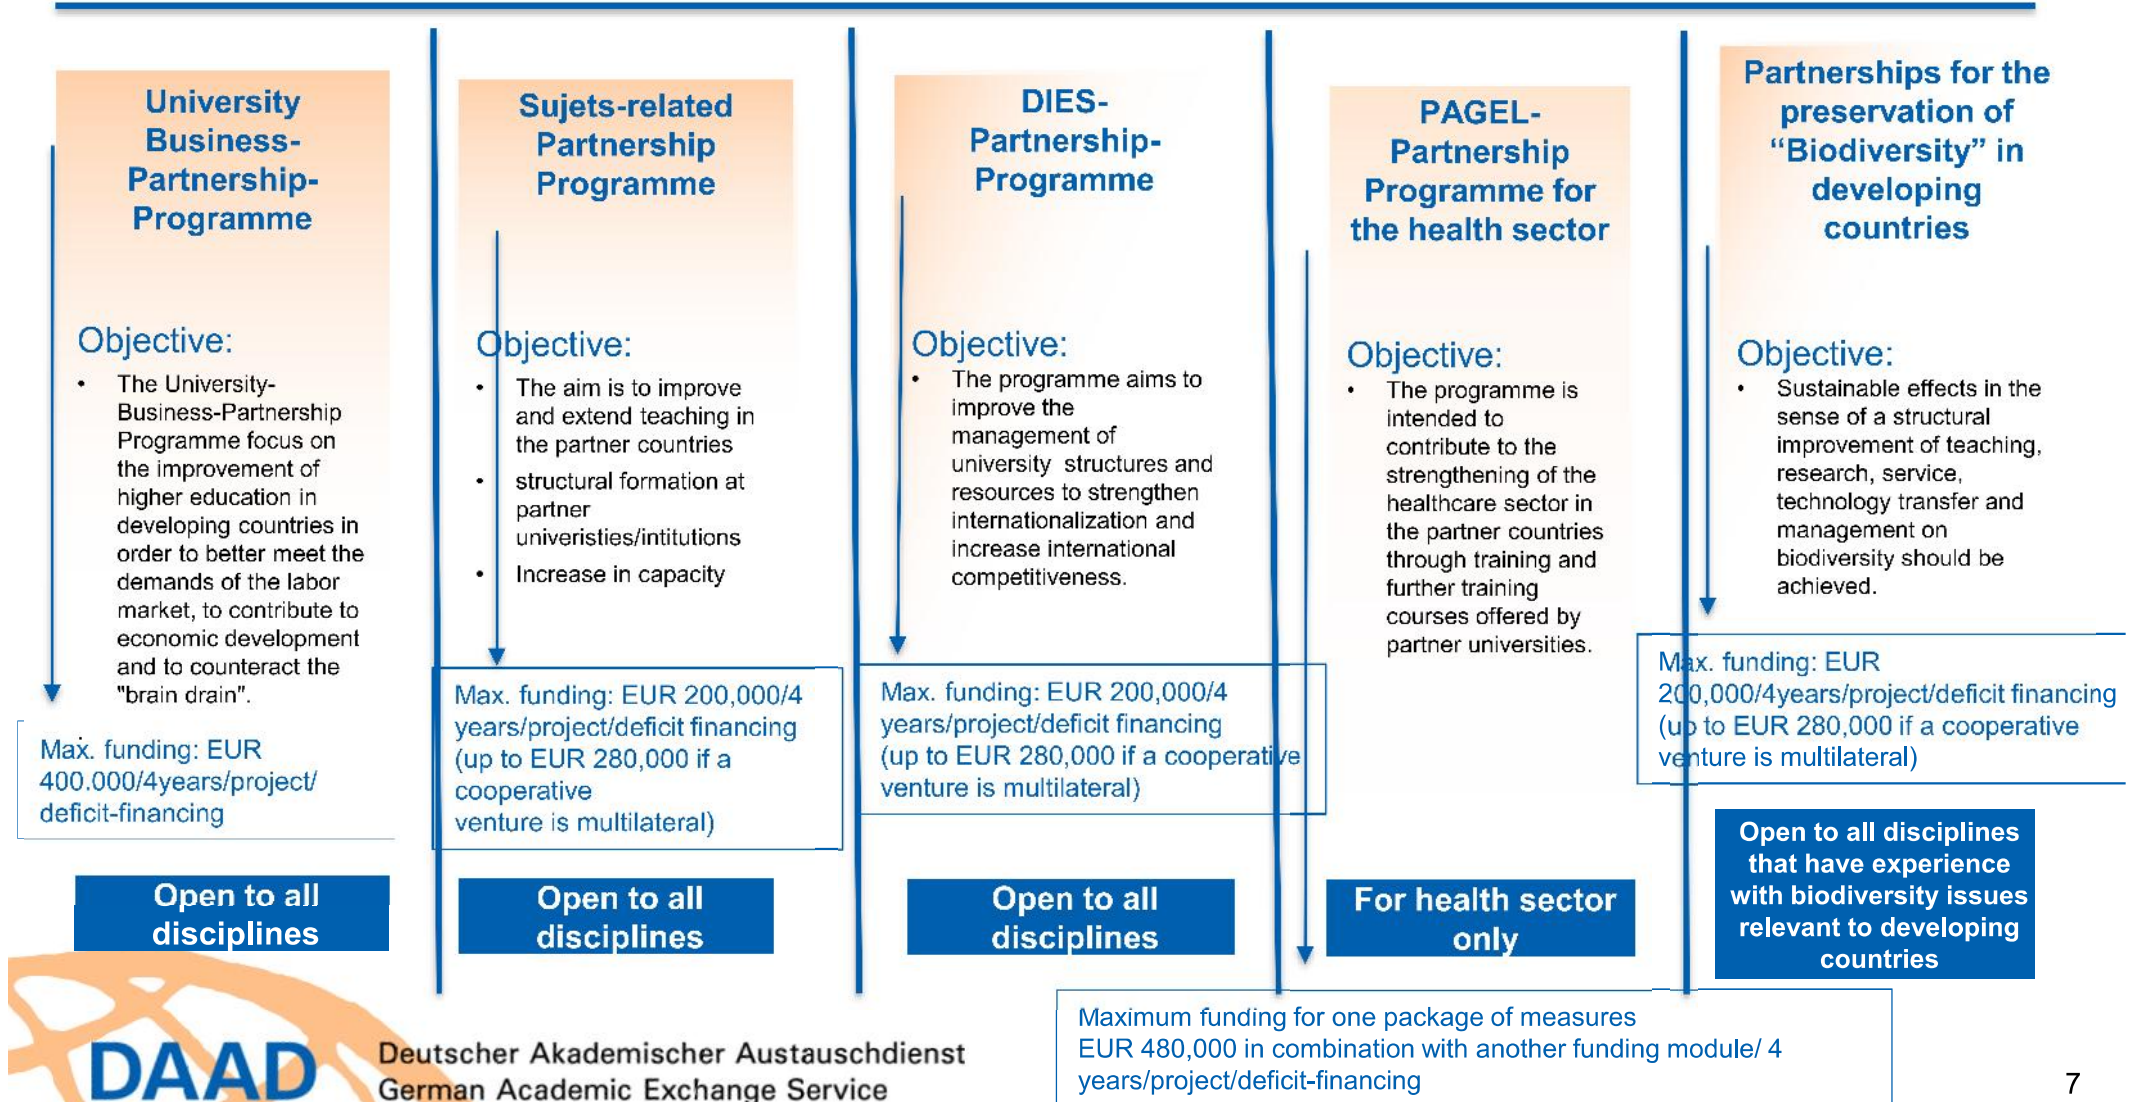 University
Business-
Partnership-
Programme
Objective:
• The University-
Business-Partnership
Programme focus on
the improvement of
higher education in
developing countries in
order to better meet the
demands of the labor
market, to contribute to
economic development
and to counteract the
"brain drain".
Max. funding: EUR
400.000/4years/project/
deficit-financing
Open to all
disciplines
Sujets-related
Partnership
Programme
Objective:
• The aim is to improve
and extend teaching in
the partner countries
• structural formation at
partner
univeristies/intitutions
• Increase in capacity
Max. funding: EUR 200,000/4
years/project/deficit financing
(up to EUR 280,000 if a
cooperative
venture is multilateral)
Open to all
disciplines
DIES-
Partnership-
Programme
Objective:
• The programme aims to
improve the
management of
university structures and
resources to strengthen
internationalization and
increase international
competitiveness.
Max. funding: EUR 200,000/4
years/project/deficit financing
(up to EUR 280,000 if a cooperative
venture is multilateral)
Open to all
disciplines
PAGEL-
Partnership
Programme for
the health sector
Objective:
• The programme is
intended to
contribute to the
strengthening of the
healthcare sector in
the partner countries
through training and
further training
courses offered by
partner universities.
For health sector
only
Maximum funding for one package of measures
EUR 480,000 in combination with another funding module/ 4
years/project/deficit-financing
Partnerships for the
preservation of
“Biodiversity” in
developing
countries
Objective:
• Sustainable effects in the
sense of a structural
improvement of teaching,
research, service,
technology transfer and
management on
biodiversity should be
achieved.
Max. funding: EUR
200,000/4years/project/deficit financing
(up to EUR 280,000 if a cooperative
venture is multilateral)
Open to all disciplines
that have experience
with biodiversity issues
relevant to developing
countries
DAAD
Deutscher Akademischer Austauschdienst
German Academic Exchange Service
7